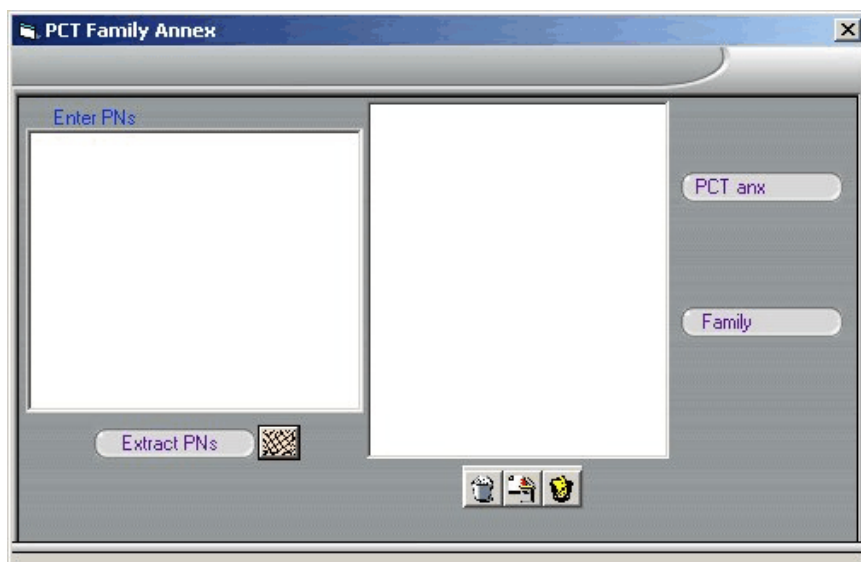 PCT Family Annex
Enter PNs
PCT anx
Family
Extract PNs